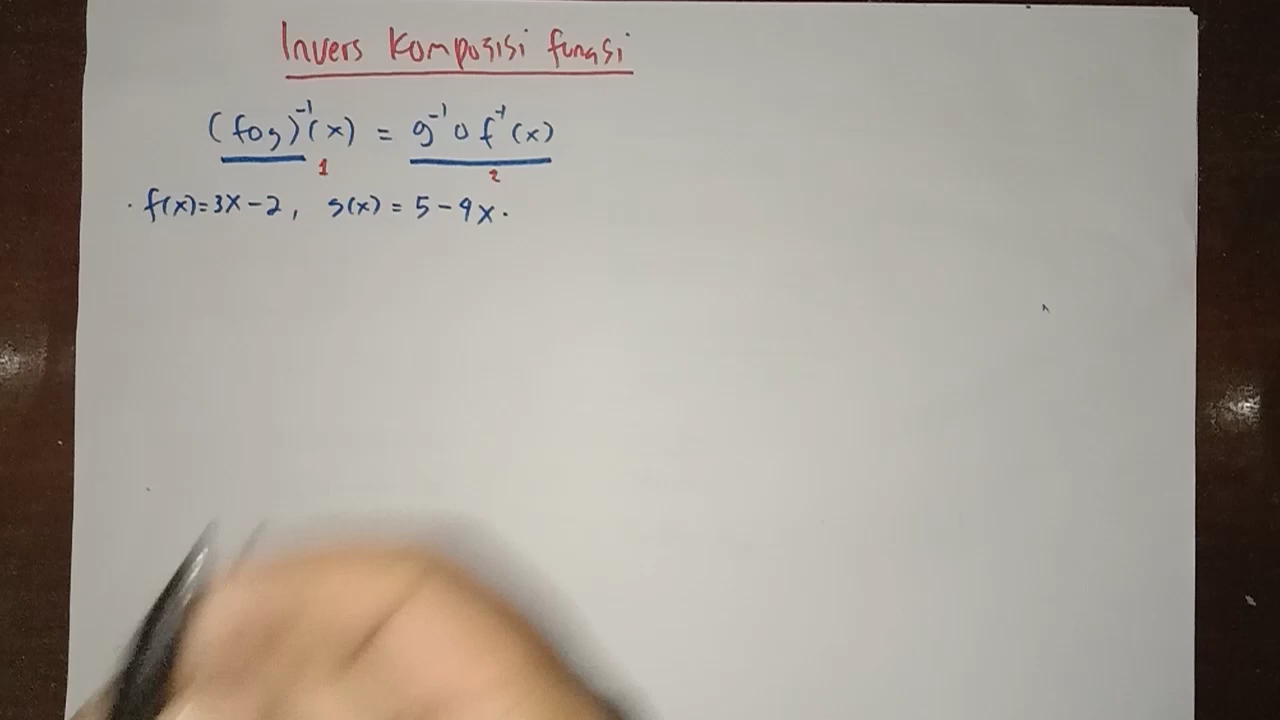 Invers Komposisi fungsi
(fog)⁻¹(x) = g⁻¹ o f⁻¹(x)
1 2
· f(x)=3x-2, g(x) = 5-4x.